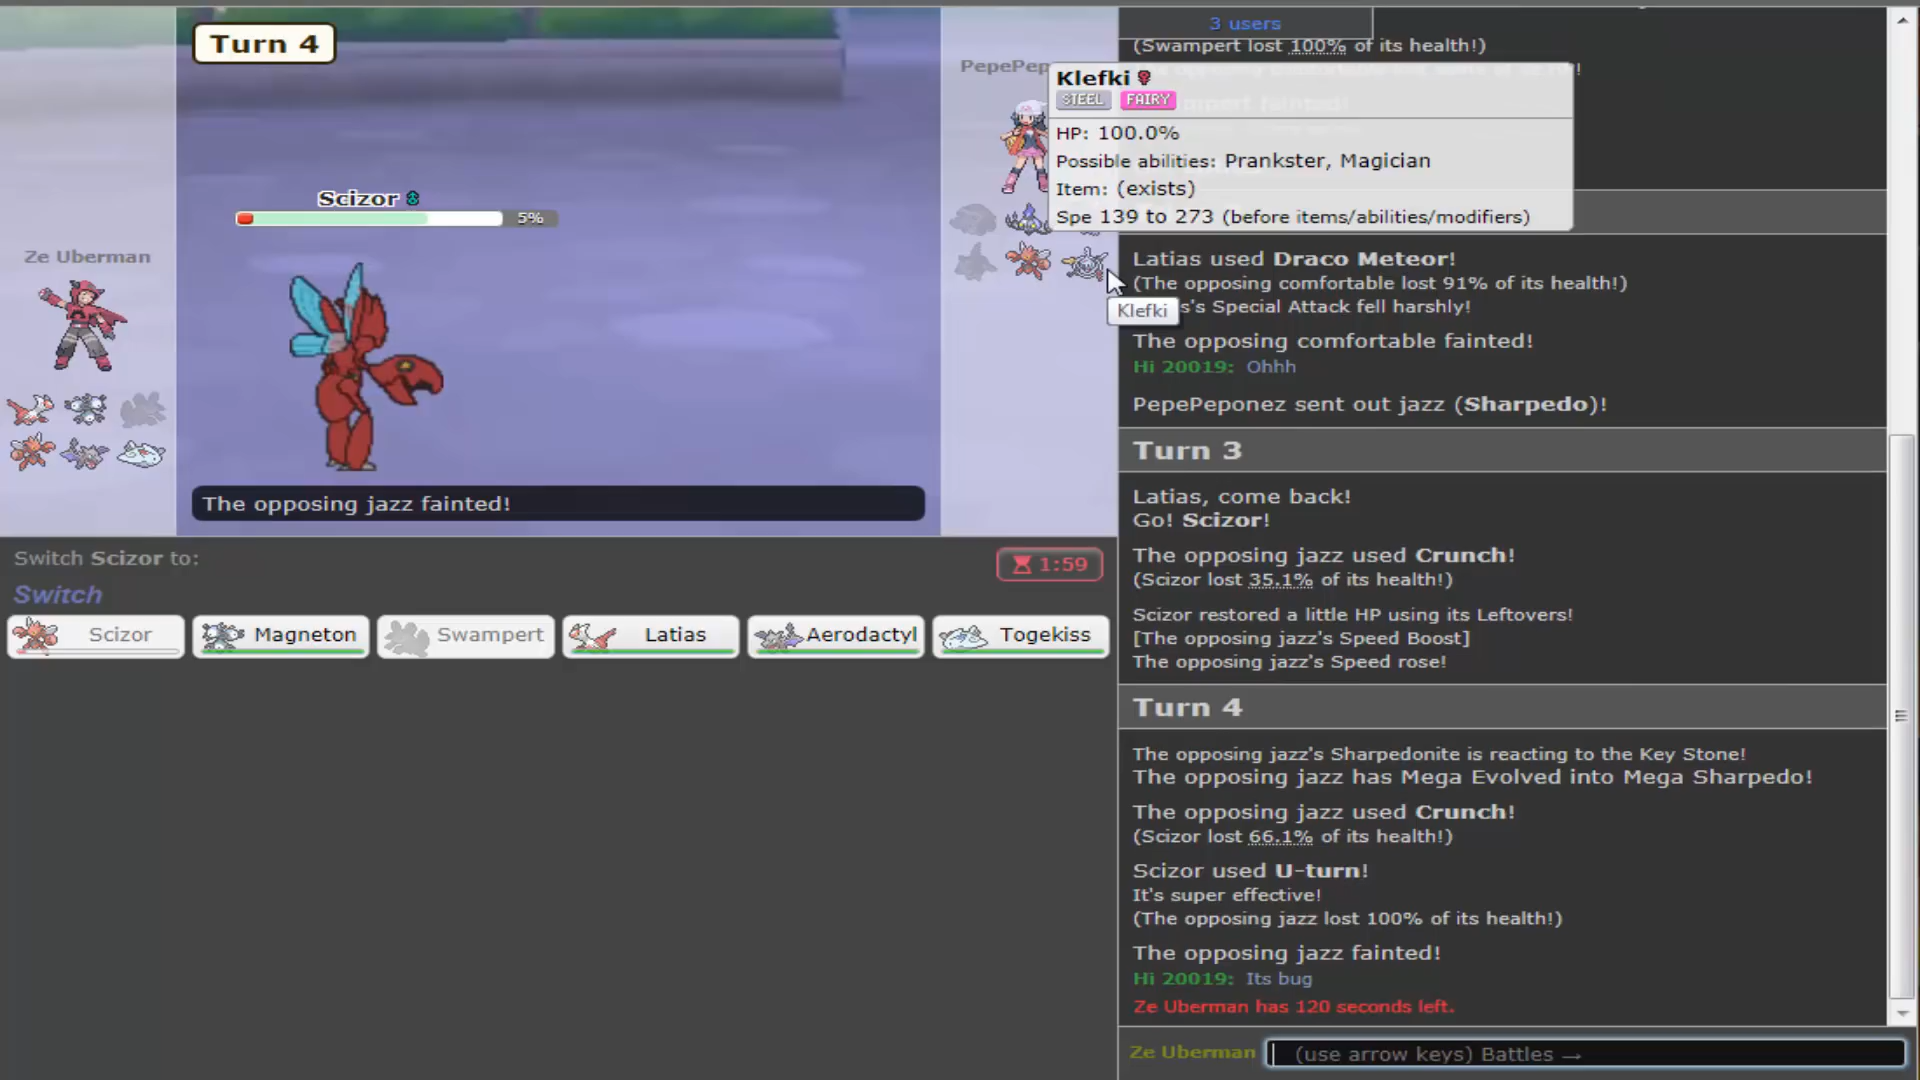 Turn 4
PepePep
Ze Uberman
Scizor
5%
The opposing jazz fainted!
Klefki
STEEL FAIRY
HP: 100.0%
Possible abilities: Prankster, Magician
Item: (exists)
Spe 139 to 273 (before items/abilities/modifiers)
Klefki
Switch Scizor to:
1:59
Switch
Scizor
Magneton
Swampert
Latias
Aerodactyl
Togekiss
3 users
(Swampert lost 100% of its health!)
fainted!
Latias used Draco Meteor!
(The opposing comfortable lost 91% of its health!)
s's Special Attack fell harshly!
The opposing comfortable fainted!
Hi 20019: Ohhh
PepePeponez sent out jazz (Sharpedo)!
Turn 3
Latias, come back!
Go! Scizor!
The opposing jazz used Crunch!
(Scizor lost 35.1% of its health!)
Scizor restored a little HP using its Leftovers!
[The opposing jazz's Speed Boost]
The opposing jazz's Speed rose!
Turn 4
The opposing jazz's Sharpedonite is reacting to the Key Stone!
The opposing jazz has Mega Evolved into Mega Sharpedo!
The opposing jazz used Crunch!
(Scizor lost 66.1% of its health!)
Scizor used U-turn!
It's super effective!
(The opposing jazz lost 100% of its health!)
The opposing jazz fainted!
Hi 20019: Its bug
Ze Uberman has 120 seconds left.
Ze Uberman (use arrow keys) Battles →